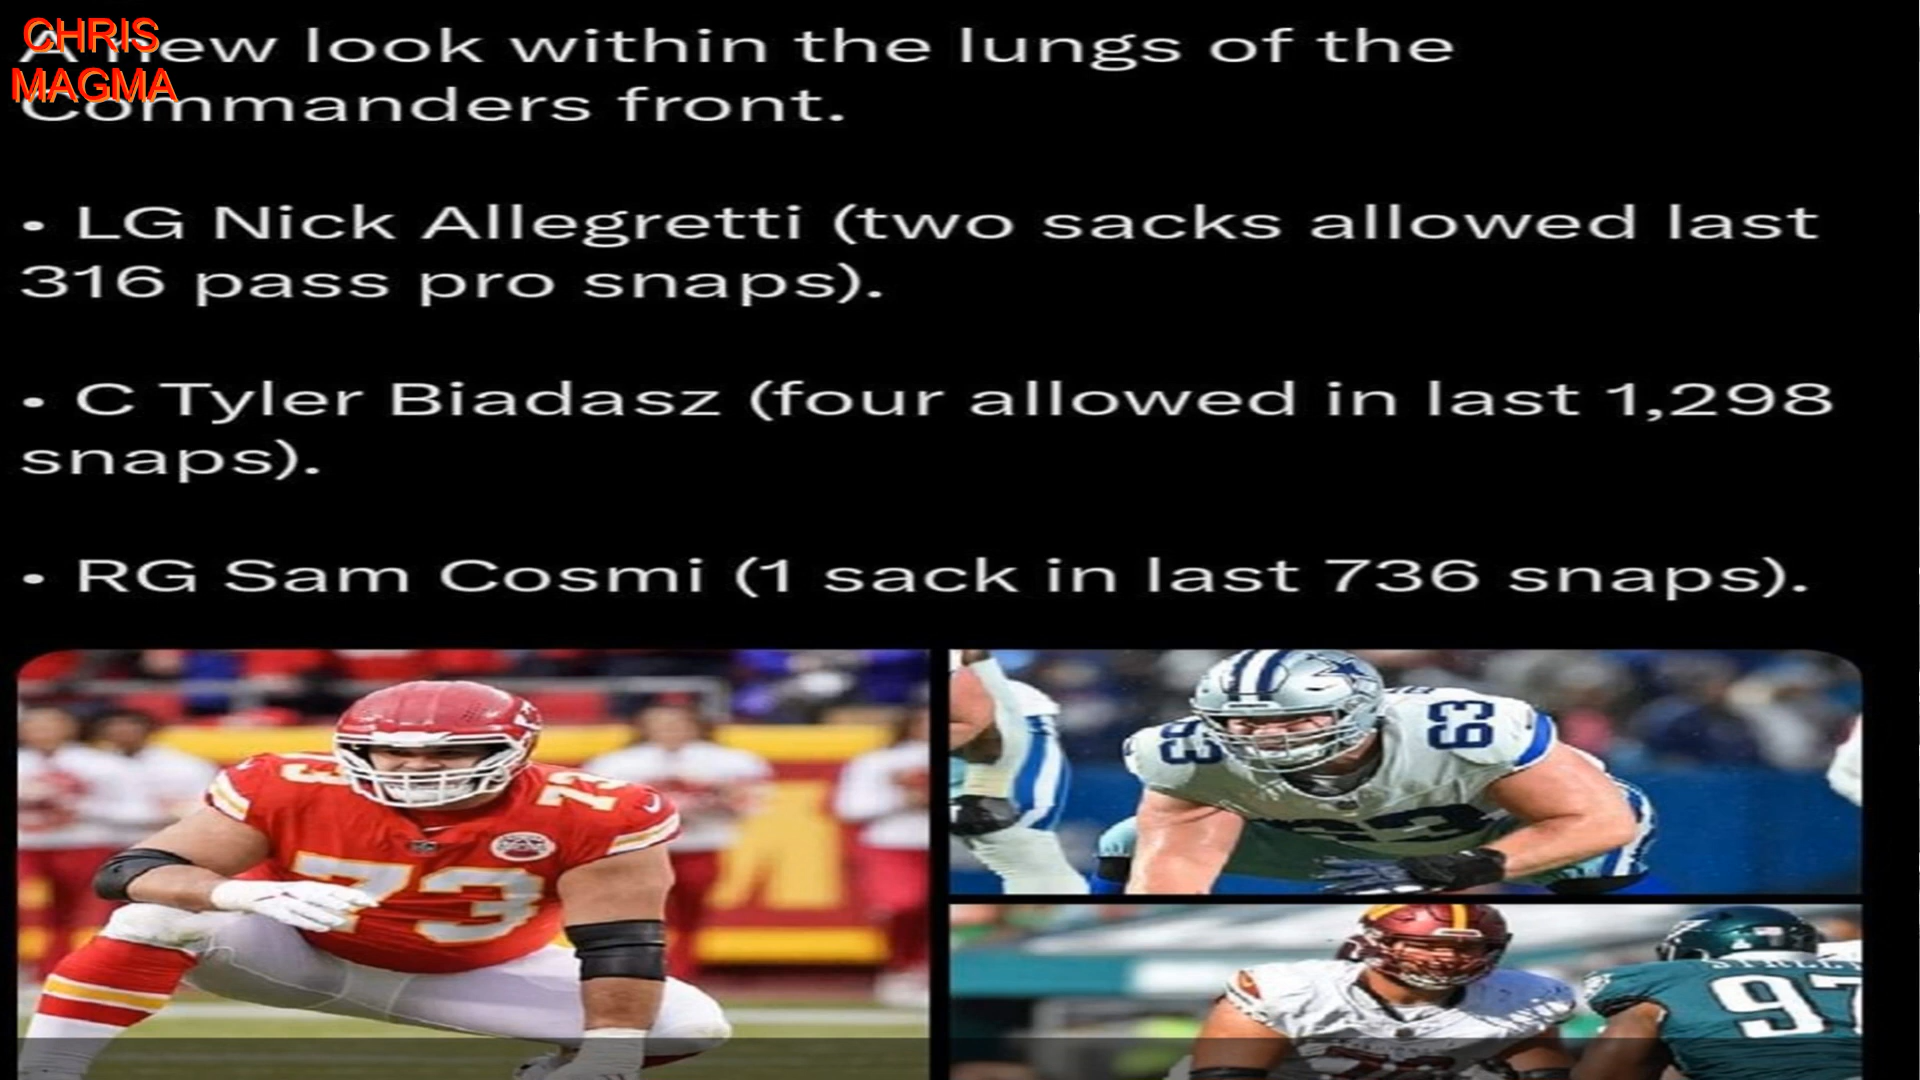 CHRIS
MAGMA
A new look within the lungs of the
Commanders front.
• LG Nick Allegretti (two sacks allowed last
316 pass pro snaps).
• C Tyler Biadasz (four allowed in last 1,298
snaps).
• RG Sam Cosmi (1 sack in last 736 snaps).
73
73
63
63
63
97